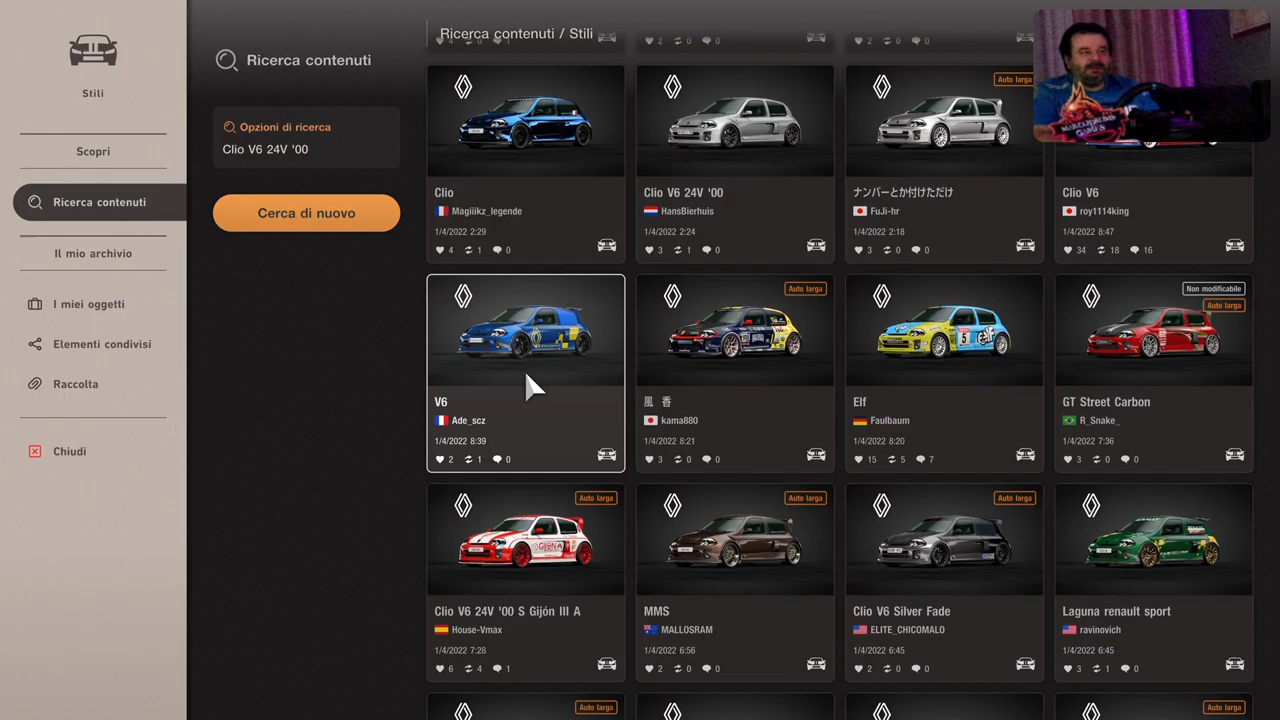 Stili
Scopri
Ricerca contenuti
Il mio archivio
I miei oggetti
Elementi condivisi
Raccolta
Chiudi
Ricerca contenuti
Opzioni di ricerca
Clio V6 24V '00
Cerca di nuovo
Ricerca contenuti / Stili
2 0 0
Clio
Magiiikz_legende
1/4/2022 2:29
4 1 0
Clio V6 24V '00
HansBierhuis
1/4/2022 2:24
3 1 0
Auto larga
ナンバーとか付けただけ
FuJi-hr
1/4/2022 2:18
3 0 0
Clio V6
roy1114king
1/4/2022 8:47
34 18 16
V6
Ade_scz
1/4/2022 8:39
2 1 0
Auto larga
風 香
kama880
1/4/2022 8:21
3 0 0
Elf
Faulbaum
1/4/2022 8:20
15 5 7
Non modificabile
Auto larga
GT Street Carbon
R_Snake_
1/4/2022 7:36
3 0 0
Auto larga
Clio V6 24V '00 S Gijón III A
House-Vmax
1/4/2022 7:28
6 4 1
Auto larga
MMS
MALLOSRAM
1/4/2022 6:56
2 0 0
Auto larga
Clio V6 Silver Fade
ELITE_CHICOMALO
1/4/2022 6:45
2 0 0
Laguna renault sport
ravinovich
1/4/2022 6:45
3 1 0
Auto larga
Auto larga